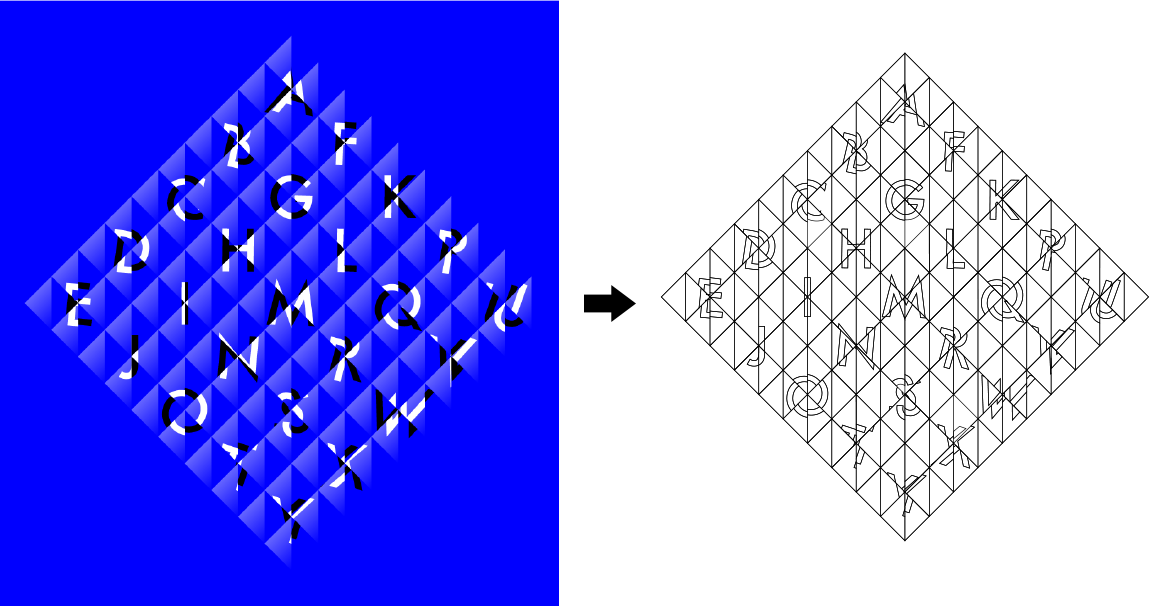 A
B F
C G K
D H L P
E I M Q U
J N R V
O S W
T X
Y
A
B F
C G K
D H L P
E I M Q U
J N R V
O S W
T X
Y